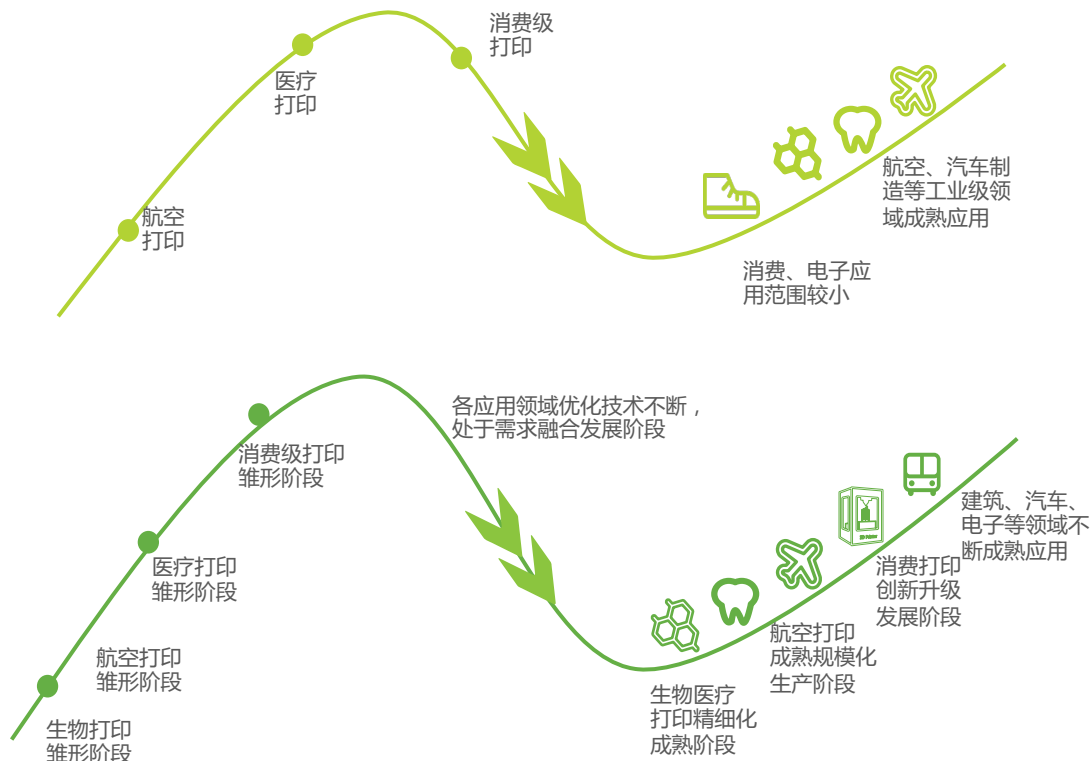 消费级
打印
医疗
打印
航空
打印
航空、汽车制
造等工业级领
域成熟应用
消费、电子应
用范围较小
各应用领域优化技术不断，
处于需求融合发展阶段
消费级打印
雏形阶段
医疗打印
雏形阶段
航空打印
雏形阶段
生物打印
雏形阶段
建筑、汽车、
电子等领域不
断成熟应用
消费打印
创新升级
发展阶段
航空打印
成熟规模化
生产阶段
生物医疗
打印精细化
成熟阶段